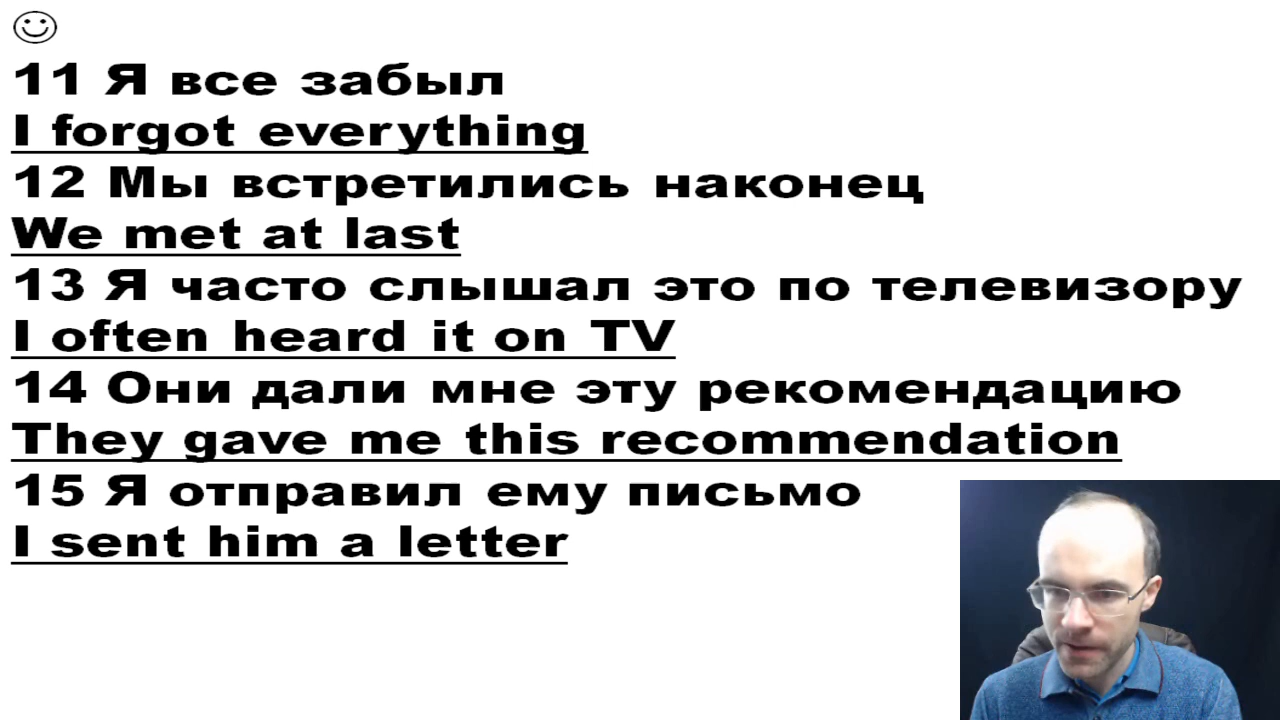 11 Я все забыл
I forgot everything
12 Мы встретились наконец
We met at last
13 Я часто слышал это по телевизору
I often heard it on TV
14 Они дали мне эту рекомендацию
They gave me this recommendation
15 Я отправил ему письмо
I sent him a letter